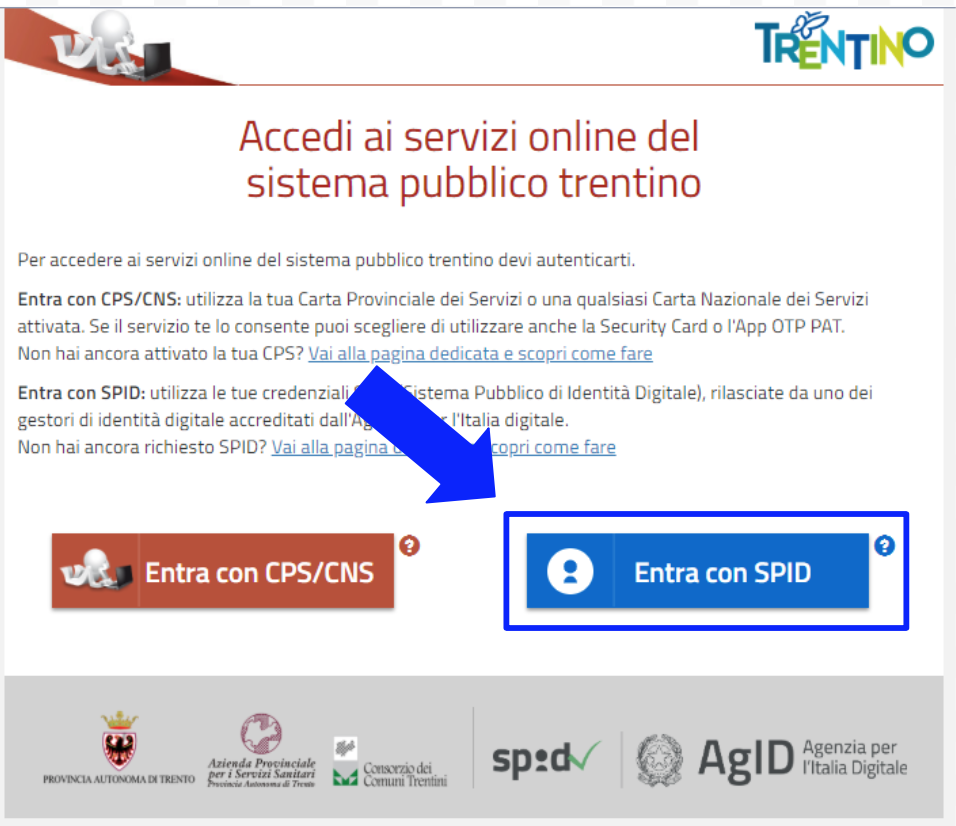 TRENTINO
Accedi ai servizi online del
sistema pubblico trentino
Per accedere ai servizi online del sistema pubblico trentino devi autenticarti.
Entra con CPS/CNS: utilizza la tua Carta Provinciale dei Servizi o una qualsiasi Carta Nazionale dei Servizi
attivata. Se il servizio te lo consente puoi scegliere di utilizzare anche la Security Card o l'App OTP PAT.
Non hai ancora attivato la tua CPS? Vai alla pagina dedicata e scopri come fare
Entra con SPID: utilizza le tue credenziali Sistema Pubblico di Identità Digitale), rilasciate da uno dei
gestori di identità digitale accreditati dall'Ag l'Italia digitale.
Non hai ancora richiesto SPID? Vai alla pagina copri come fare
Entra con CPS/CNS
?
Entra con SPID
?
PROVINCIA AUTONOMA DI TRENTO
Azienda Provinciale
per i Servizi Sanitari
Provincia Autonoma di Trento
Consorzio dei
Comuni Trentini
spid
AgID
Agenzia per
l'Italia Digitale